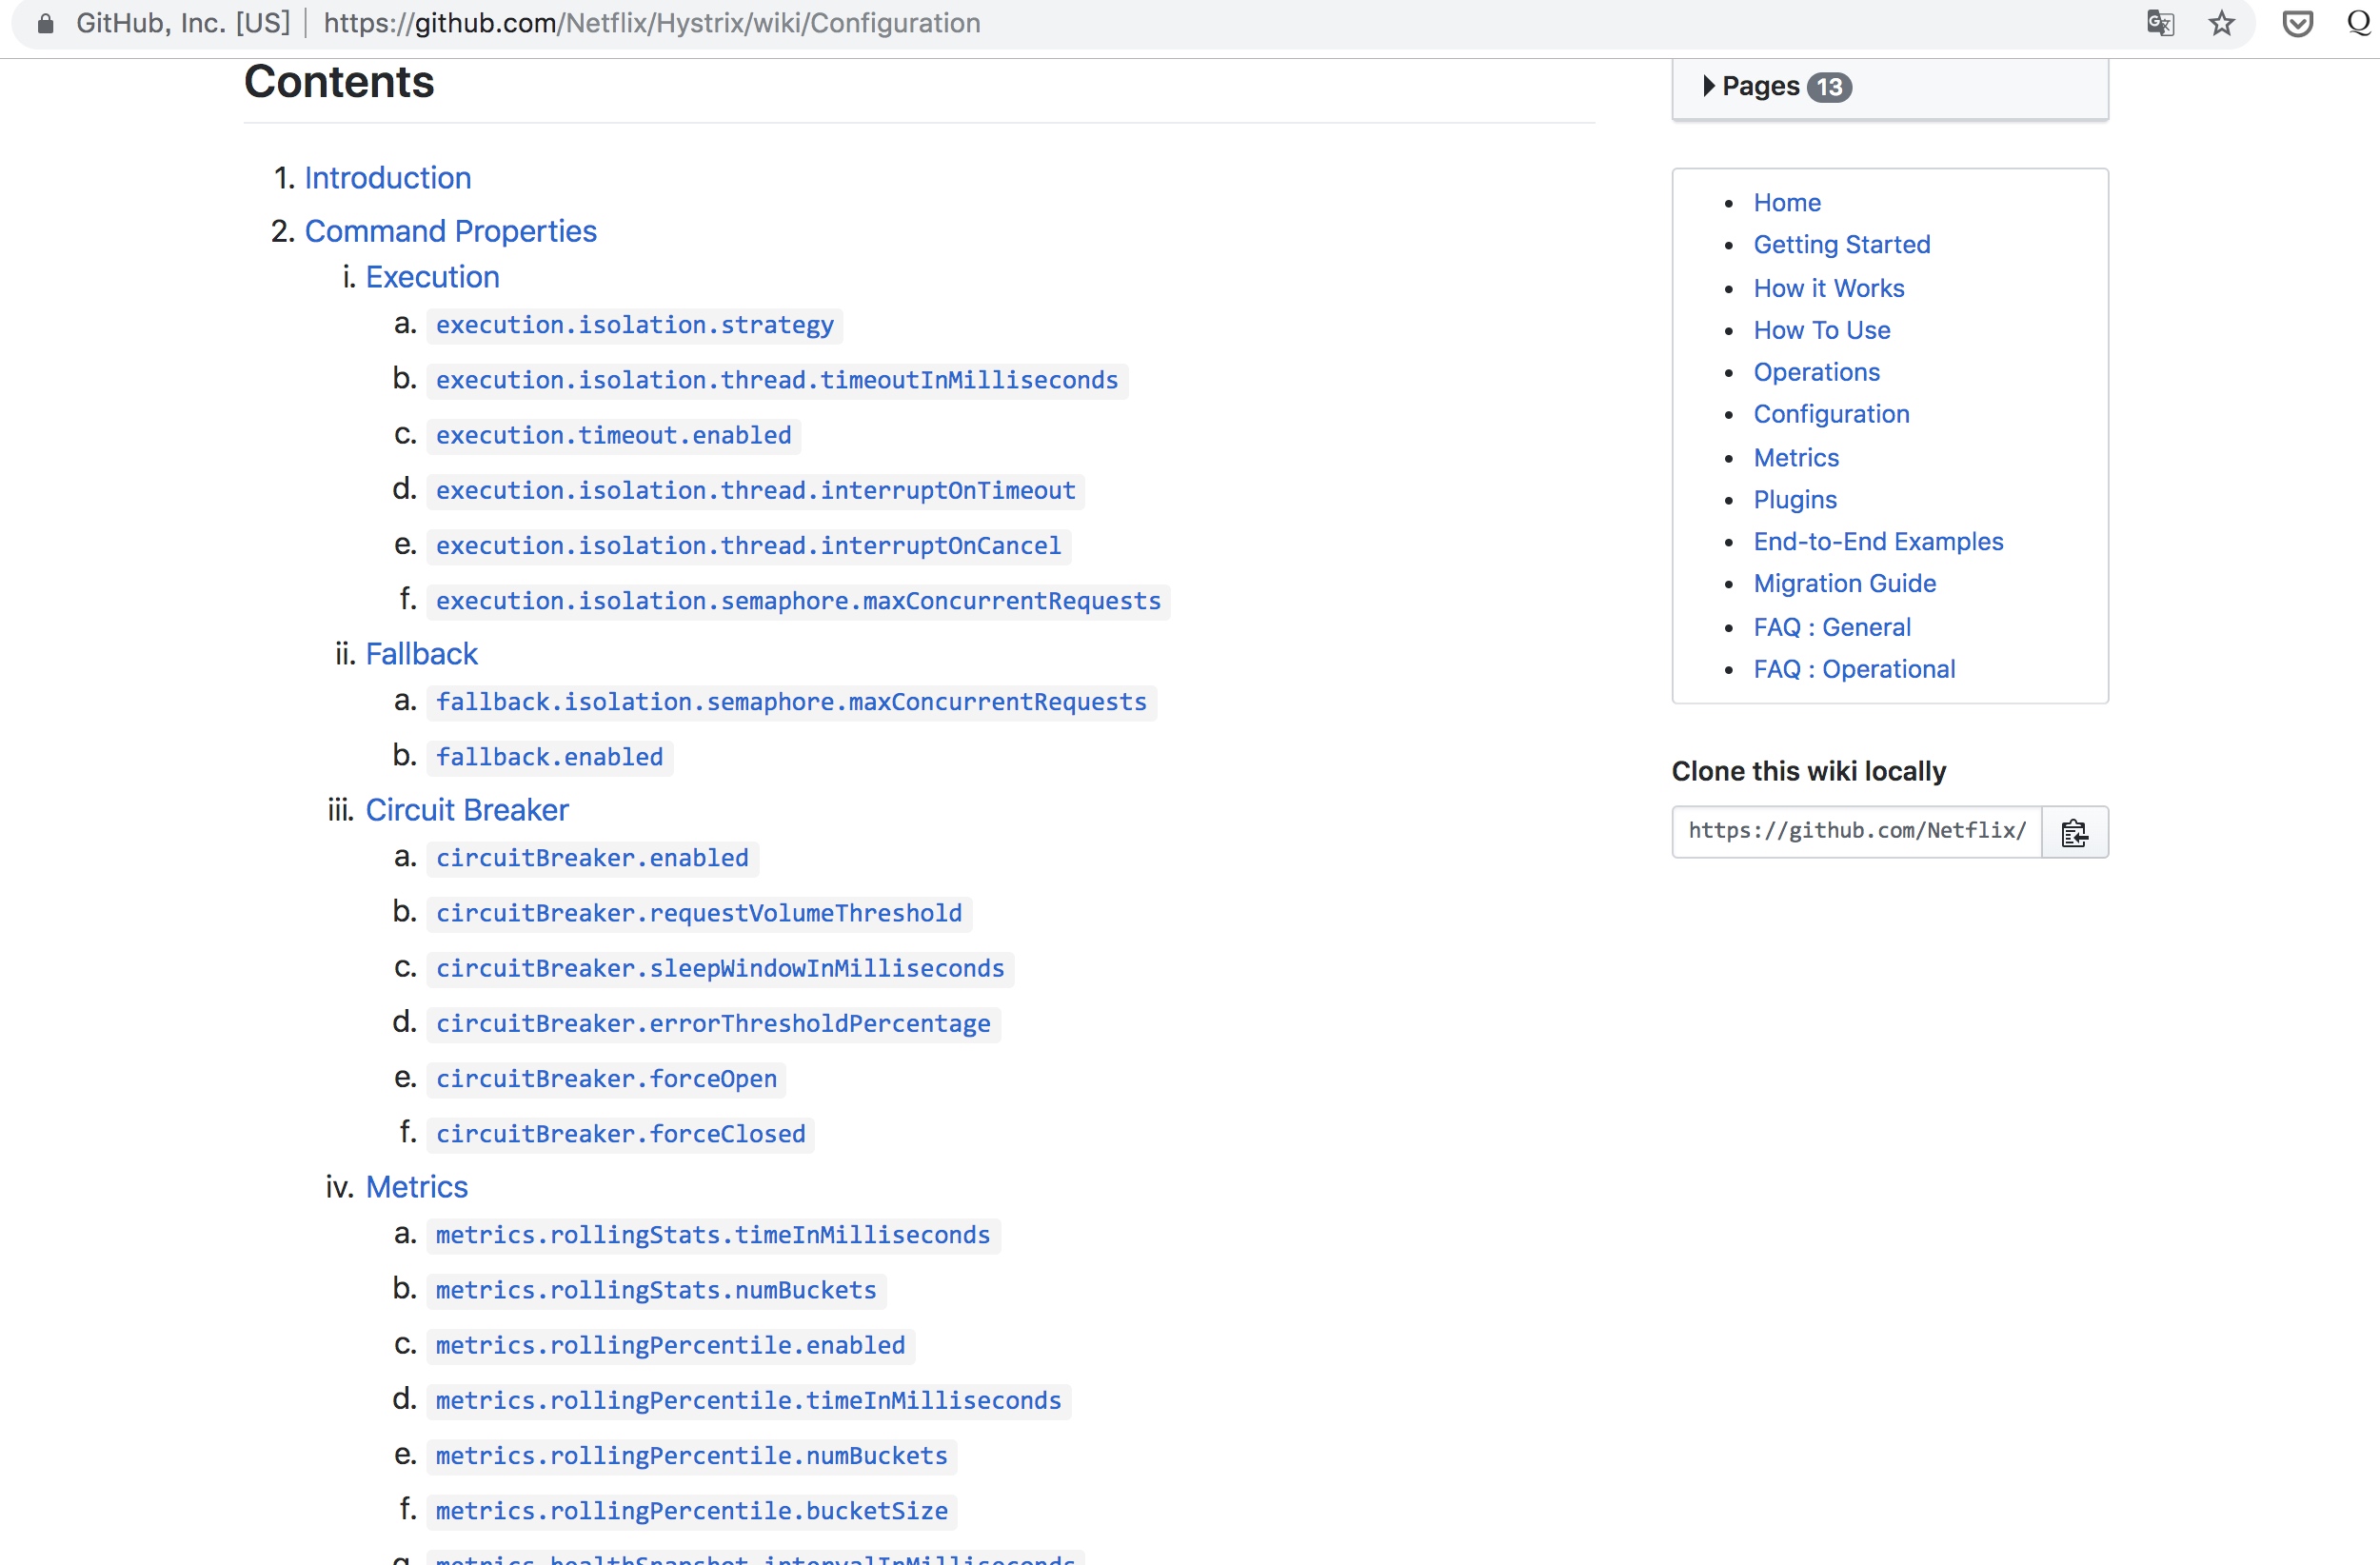 GitHub, Inc. [US] | https://github.com/Netflix/Hystrix/wiki/Configuration
Contents
1. Introduction
2. Command Properties
i. Execution
a. execution.isolation.strategy
b. execution.isolation.thread.timeoutInMilliseconds
c. execution.timeout.enabled
d. execution.isolation.thread.interruptOnTimeout
e. execution.isolation.thread.interruptOnCancel
f. execution.isolation.semaphore.maxConcurrentRequests
ii. Fallback
a. fallback.isolation.semaphore.maxConcurrentRequests
b. fallback.enabled
iii. Circuit Breaker
a. circuitBreaker.enabled
b. circuitBreaker.requestVolumeThreshold
c. circuitBreaker.sleepWindowInMilliseconds
d. circuitBreaker.errorThresholdPercentage
e. circuitBreaker.forceOpen
f. circuitBreaker.forceClosed
iv. Metrics
a. metrics.rollingStats.timeInMilliseconds
b. metrics.rollingStats.numBuckets
c. metrics.rollingPercentile.enabled
d. metrics.rollingPercentile.timeInMilliseconds
e. metrics.rollingPercentile.numBuckets
f. metrics.rollingPercentile.bucketSize
g. metrics.healthSnapshot.intervalInMilliseconds
Pages 13
• Home
• Getting Started
• How it Works
• How To Use
• Operations
• Configuration
• Metrics
• Plugins
• End-to-End Examples
• Migration Guide
• FAQ : General
• FAQ : Operational
Clone this wiki locally
https://github.com/Netflix/